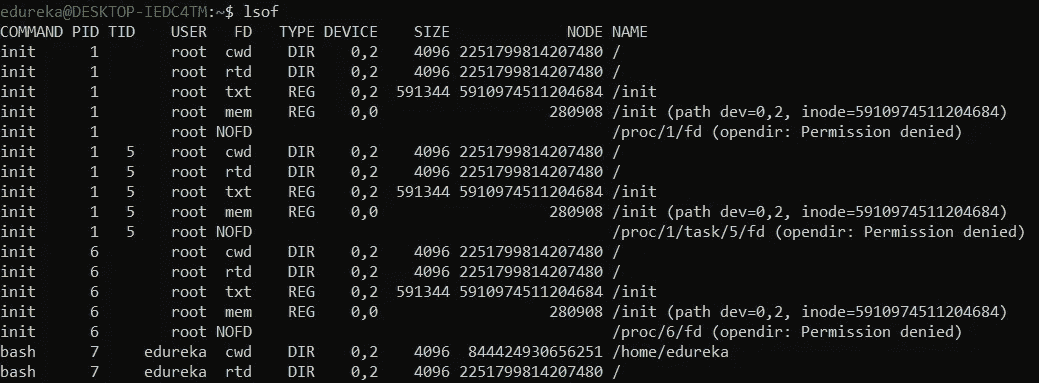 edureka@DESKTOP-IEDC4TM:~$ lsof
COMMAND PID TID    USER   FD   TYPE DEVICE    SIZE             NODE NAME
init      1        root  cwd    DIR    0,2    4096 2251799814207480 /
init      1        root  rtd    DIR    0,2    4096 2251799814207480 /
init      1        root  txt    REG    0,2  591344 5910974511204684 /init
init      1        root  mem    REG    0,0                   280908 /init (path dev=0,2, inode=5910974511204684)
init      1        root NOFD                                        /proc/1/fd (opendir: Permission denied)
init      1   5    root  cwd    DIR    0,2    4096 2251799814207480 /
init      1   5    root  rtd    DIR    0,2    4096 2251799814207480 /
init      1   5    root  txt    REG    0,2  591344 5910974511204684 /init
init      1   5    root  mem    REG    0,0                   280908 /init (path dev=0,2, inode=5910974511204684)
init      1   5    root NOFD                                        /proc/1/task/5/fd (opendir: Permission denied)
init      6        root  cwd    DIR    0,2    4096 2251799814207480 /
init      6        root  rtd    DIR    0,2    4096 2251799814207480 /
init      6        root  txt    REG    0,2  591344 5910974511204684 /init
init      6        root  mem    REG    0,0                   280908 /init (path dev=0,2, inode=5910974511204684)
init      6        root NOFD                                        /proc/6/fd (opendir: Permission denied)
bash      7     edureka  cwd    DIR    0,2    4096  844424930656251 /home/edureka
bash      7     edureka  rtd    DIR    0,2    4096 2251799814207480 /